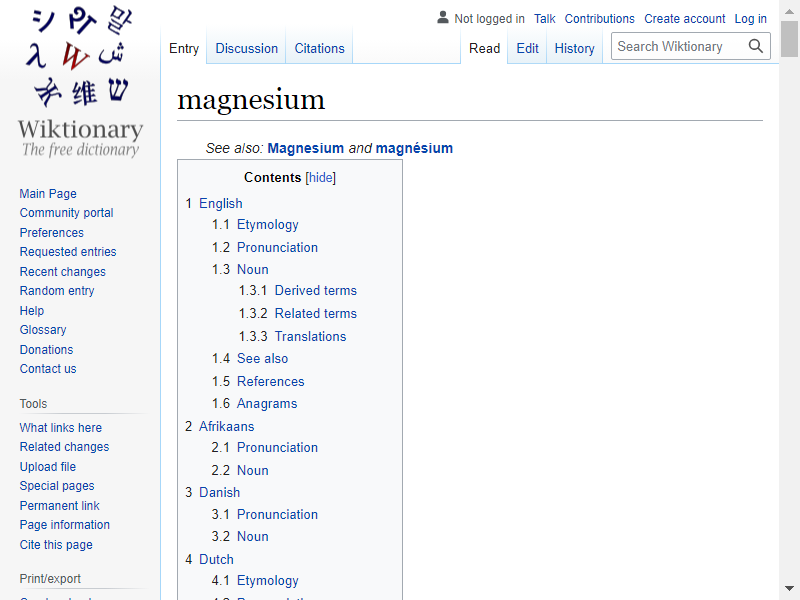 Not logged in Talk Contributions Create account Log in
Entry Discussion Citations Read Edit History Search Wiktionary
シ
말
λ W ش
维 ש
Wiktionary
The free dictionary
magnesium
See also: Magnesium and magnésium
Contents [hide]
1 English
1.1 Etymology
1.2 Pronunciation
1.3 Noun
1.3.1 Derived terms
1.3.2 Related terms
1.3.3 Translations
1.4 See also
1.5 References
1.6 Anagrams
2 Afrikaans
2.1 Pronunciation
2.2 Noun
3 Danish
3.1 Pronunciation
3.2 Noun
4 Dutch
4.1 Etymology
Main Page
Community portal
Preferences
Requested entries
Recent changes
Random entry
Help
Glossary
Donations
Contact us
Tools
What links here
Related changes
Upload file
Special pages
Permanent link
Page information
Cite this page
Print/export